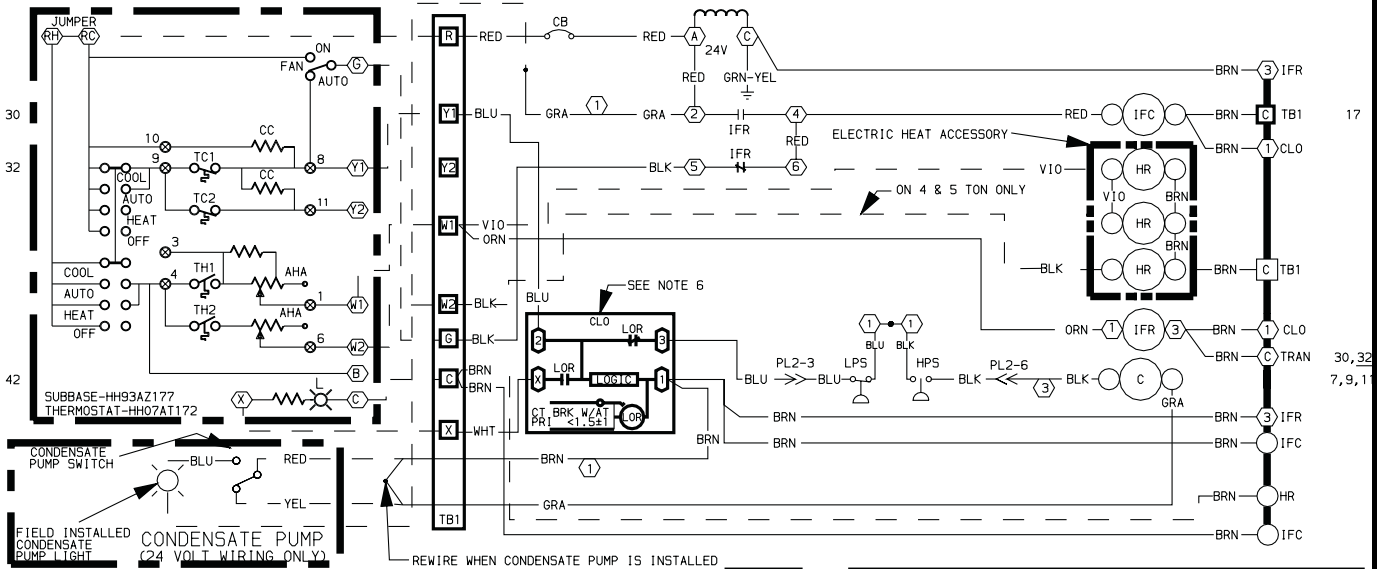 JUMPER
RH
RC
ON
FAN
G
AUTO
30
32
42
10
CC
9
TC1
8
Y1
COOL
CC
AUTO
TC2
11
Y2
HEAT
OFF
3
COOL
4
TH1
AHA
AUTO
1
W1
HEAT
TH2
AHA
OFF
6
W2
B
L
X
C
SUBBASE-HH93AZ177
THERMOSTAT-HH07AT172
CONDENSATE
PUMP SWITCH
BLU
RED
YEL
FIELD INSTALLED
CONDENSATE
PUMP LIGHT
CONDENSATE PUMP
(24 VOLT WIRING ONLY)
R
RED
CB
RED
A
24V
C
RED
GRN-YEL
BRN
3
IFR
Y1
BLU
GRA
1
GRA
2
IFR
4
RED
RED
IFC
BRN
C
TB1
17
BRN
1
CLO
ELECTRIC HEAT ACCESSORY
Y2
BLK
5
IFR
6
VIO
HR
VIO
BRN
ON 4 & 5 TON ONLY
W1
VIO
ORN
HR
BRN
BLK
HR
BRN
C
TB1
W2
BLK
BLU
SEE NOTE 6
G
BLK
CLO
2
LOR
3
X
LOR
LOGIC
1
CT
PRI
BRK W/AT
<1.5±1
LOR
1
1
BLU
BLK
ORN
1
IFR
3
BRN
1
CLO
BRN
C
TRAN
30,32
7,9,11
C
BRN
BRN
BLU
PL2-3
BLU
LPS
HPS
BLK
PL2-6
3
BLK
C
GRA
BRN
BRN
3
IFR
X
WHT
BRN
BRN
BRN
IFC
BRN
1
GRA
BRN
HR
TB1
BRN
IFC
REWIRE WHEN CONDENSATE PUMP IS INSTALLED